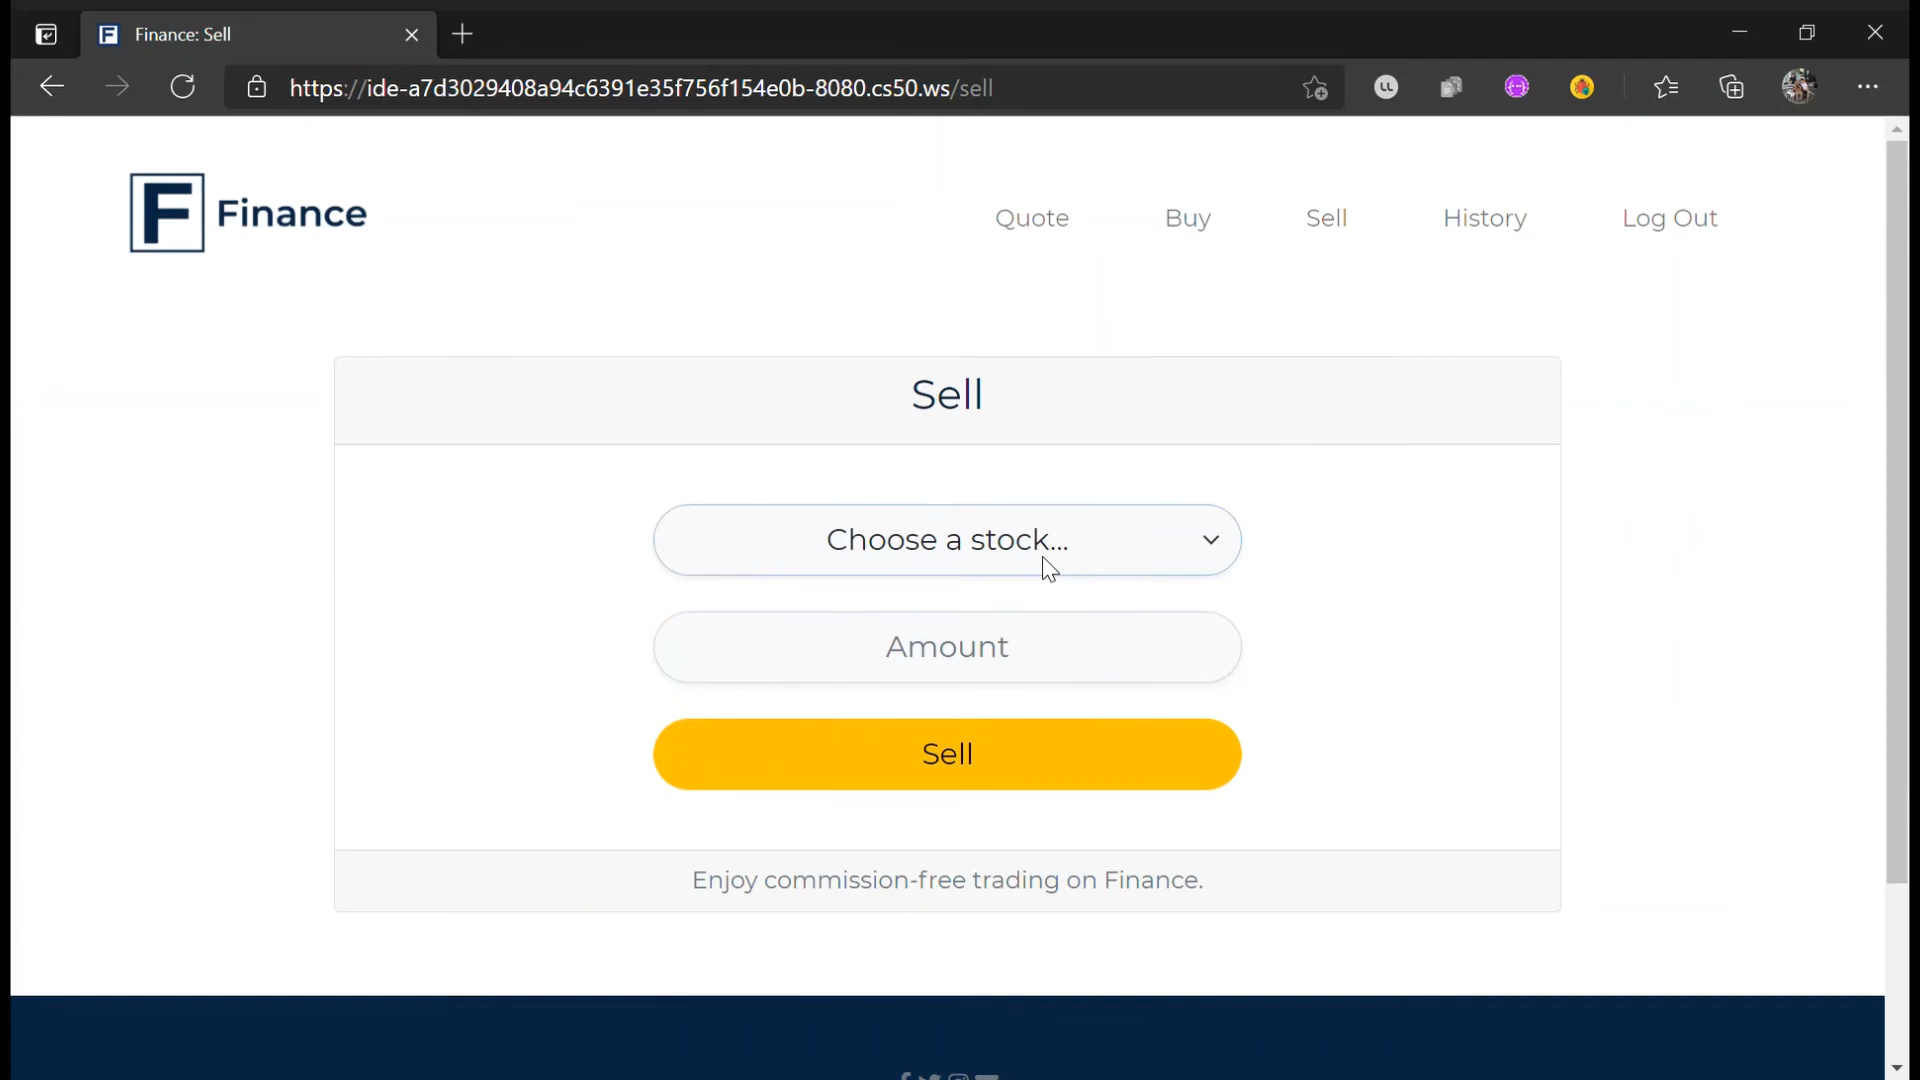 Finance: Sell
https://ide-a7d3029408a94c6391e35f756f154e0b-8080.cs50.ws/sell
F Finance
Quote Buy Sell History Log Out
Sell
Choose a stock...
Amount
Sell
Enjoy commission-free trading on Finance.